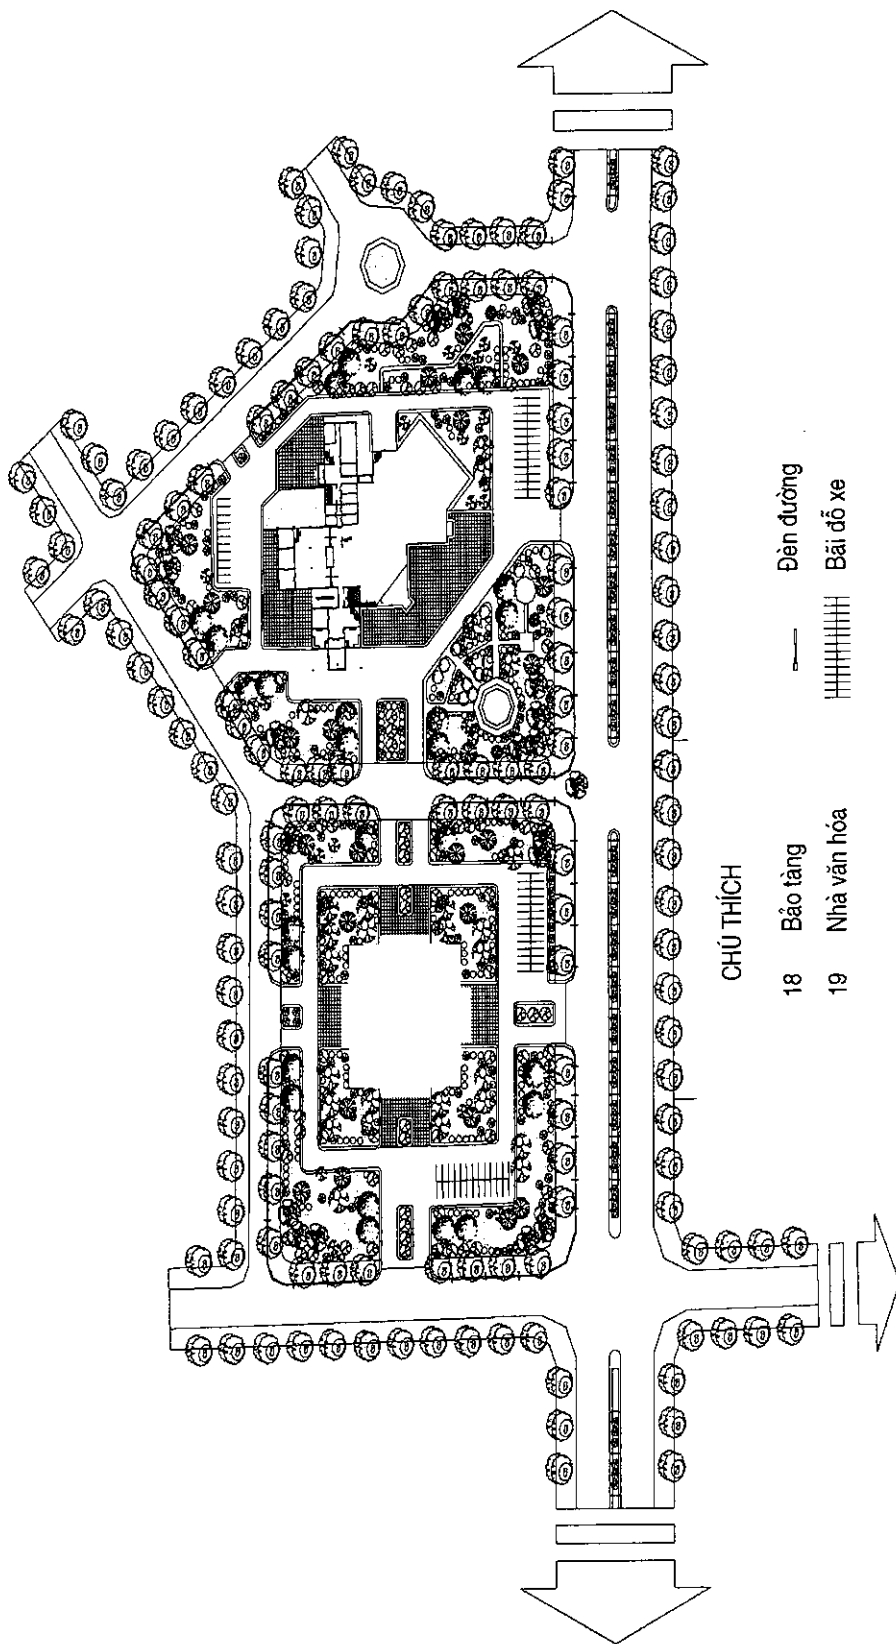 CHÚ THÍCH
18 Bảo tàng Đèn đường
19 Nhà văn hóa Bãi đỗ xe